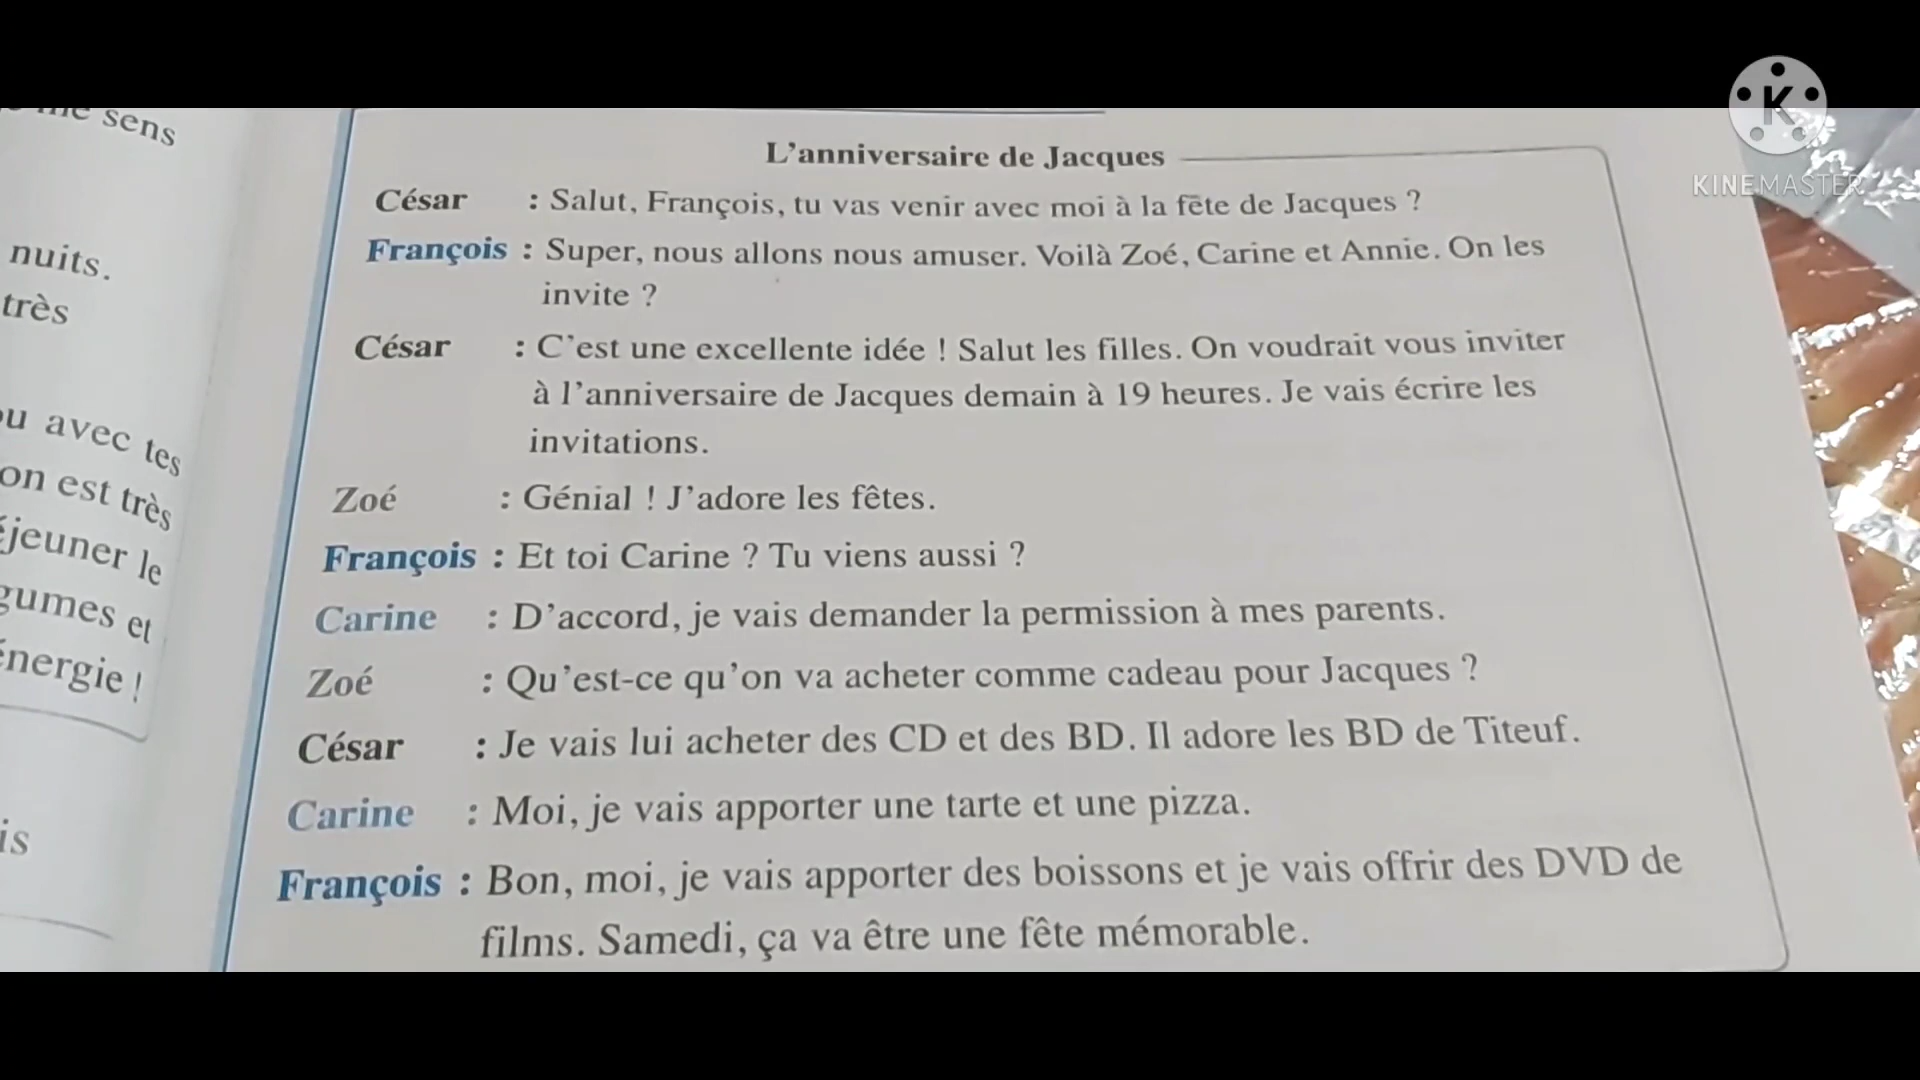 me sens
nuits.
très
ou avec tes
on est très
éjeuner le
gumes et
énergie !
is
L'anniversaire de Jacques
César : Salut, François, tu vas venir avec moi à la fête de Jacques ?
François : Super, nous allons nous amuser. Voilà Zoé, Carine et Annie. On les
invite ?
César : C'est une excellente idée ! Salut les filles. On voudrait vous inviter
à l'anniversaire de Jacques demain à 19 heures. Je vais écrire les
invitations.
Zoé : Génial ! J'adore les fêtes.
François : Et toi Carine ? Tu viens aussi ?
Carine : D'accord, je vais demander la permission à mes parents.
Zoé : Qu'est-ce qu'on va acheter comme cadeau pour Jacques ?
César : Je vais lui acheter des CD et des BD. Il adore les BD de Titeuf.
Carine : Moi, je vais apporter une tarte et une pizza.
François : Bon, moi, je vais apporter des boissons et je vais offrir des DVD de
films. Samedi, ça va être une fête mémorable.
K
KINEMASTER